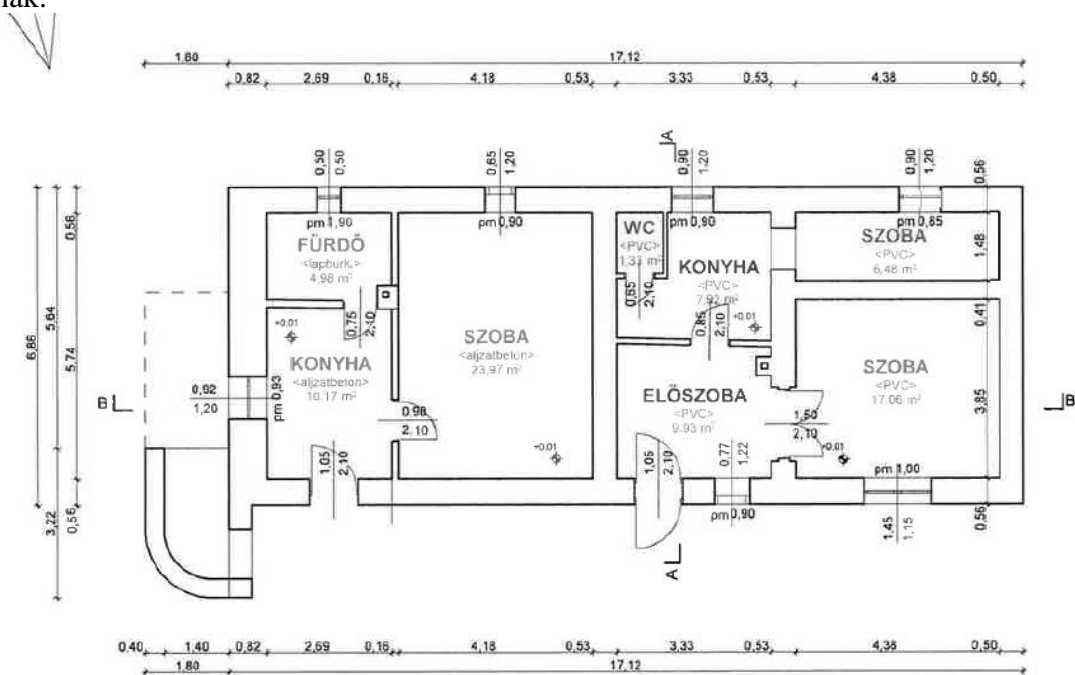 nak.
1,80 17,12
0,82 2,69 0,16 4,18 0,53 3,33 0,53 4,38 0,50
A
0,50 0,50
0,65 1,20
0,90 1,20
0,90 1,20
0,56
pm 1,90
pm 0,90
pm 0,90
pm 0,85
FÜRDŐ
<lapburk.>
4,98 m²
WC
<PVC>
1,33 m²
KONYHA
<PVC>
7,92 m²
SZOBA
<PVC>
6,48 m²
1,48
0,56
5,64
6,86
5,74
0,65 2,10
0,75 2,10
0,85 2,10
+0,01
+0,01
0,41
KONYHA
<aljzatbeton>
10.17 m²
SZOBA
<aljzatbeton>
23,97 m²
ELŐSZOBA
<PVC>
9.93 m²
SZOBA
<PVC>
17.06 m²
3,85
B
B
0,92
1,20
pm 0,93
0,98
2,10
1,50
2,10
+0,01
+0,01
1,05 2,10
1,05 2,10
0,77 1,22
pm 1,00
pm 0,90
1,45 1,15
0,56
3,22
0,56
A
0,40 1,40 0,82 2,69 0,16 4,18 0,53 3,33 0,53 4,38 0,50
1,80 17,12